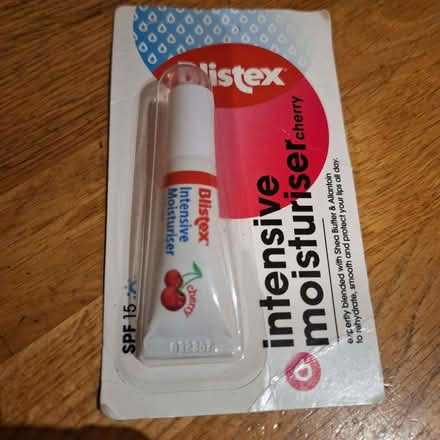 Blistex®
intensive
moisturiser cherry
expertly blended with Shea Butter & Allantoin
to rehydrate, smooth and protect your lips all day.
SPF 15
Blistex®
Intensive
Moisturiser
cherry